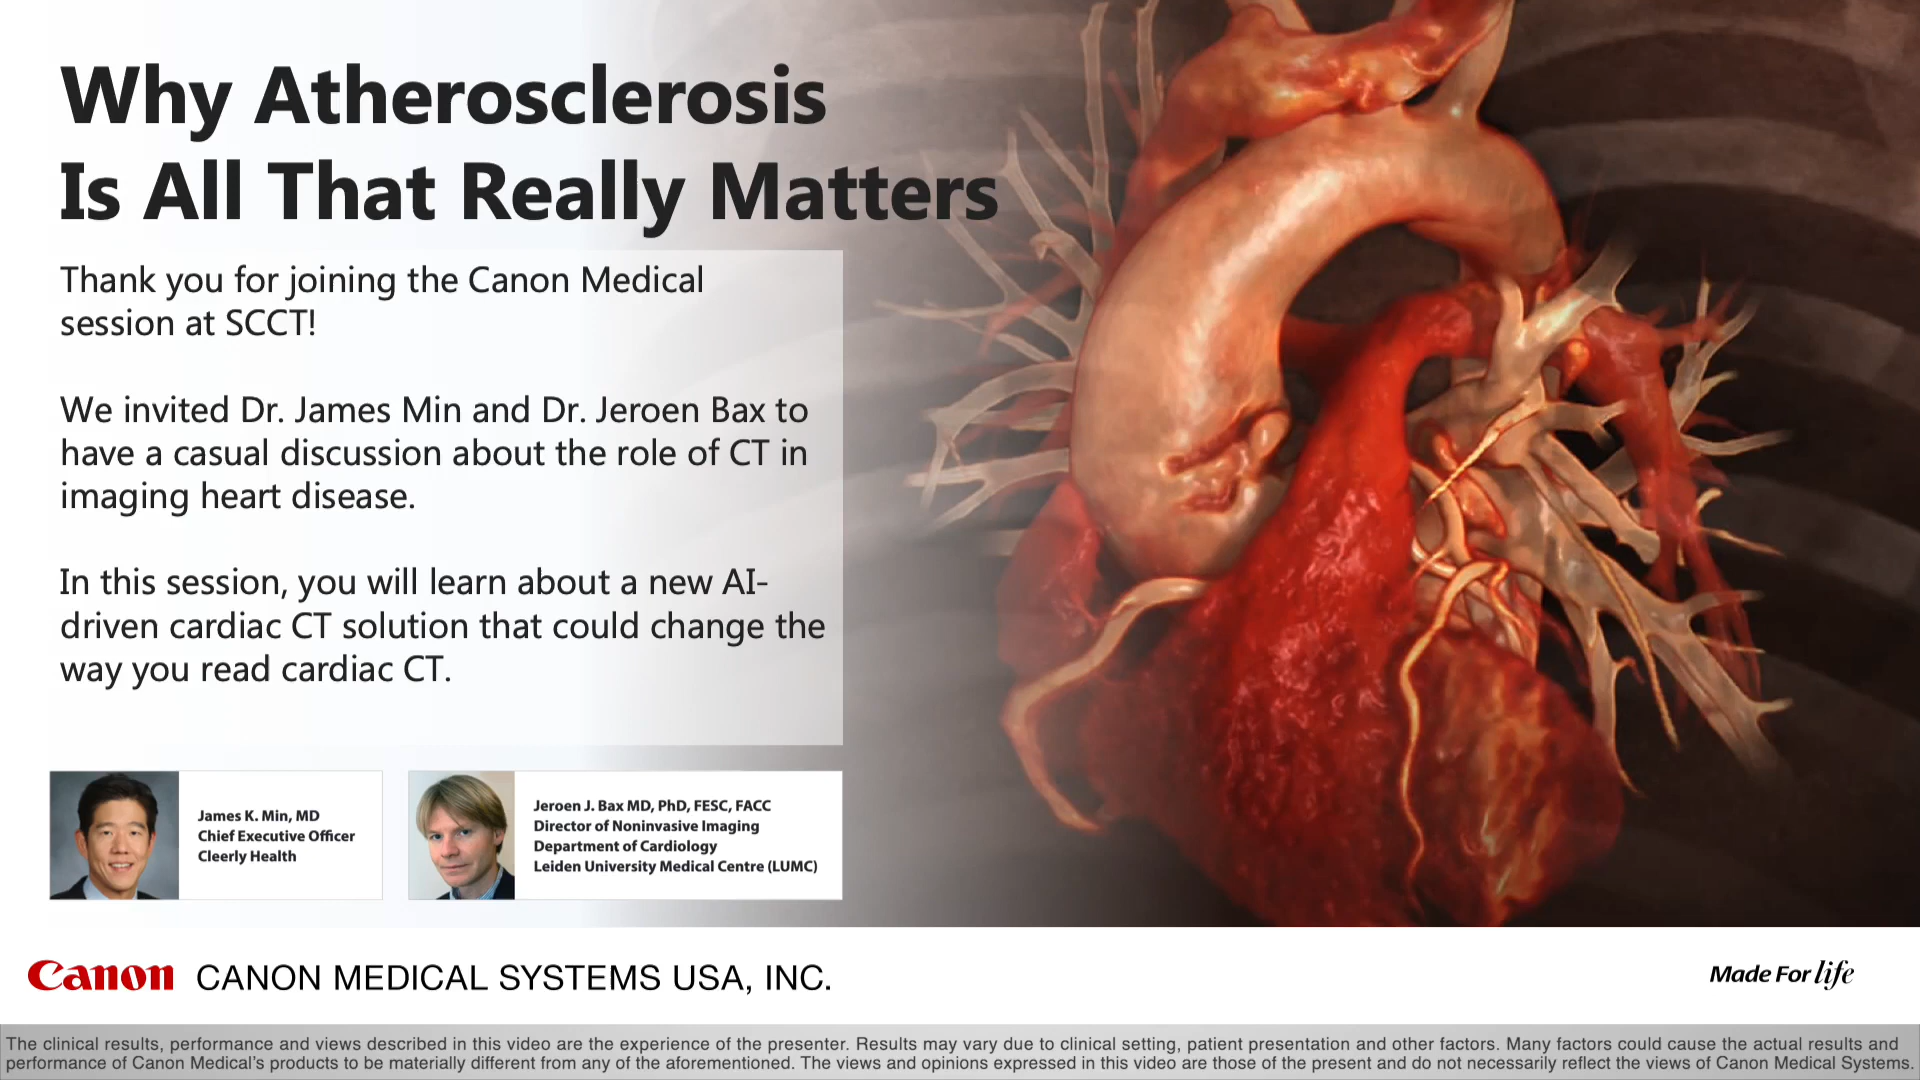 Why Atherosclerosis
Is All That Really Matters
Thank you for joining the Canon Medical
session at SCCT!
We invited Dr. James Min and Dr. Jeroen Bax to
have a casual discussion about the role of CT in
imaging heart disease.
In this session, you will learn about a new AI-
driven cardiac CT solution that could change the
way you read cardiac CT.
James K. Min, MD
Chief Executive Officer
Cleerly Health
Jeroen J. Bax MD, PhD, FESC, FACC
Director of Noninvasive Imaging
Department of Cardiology
Leiden University Medical Centre (LUMC)
Canon CANON MEDICAL SYSTEMS USA, INC.
Made For life
The clinical results, performance and views described in this video are the experience of the presenter. Results may vary due to clinical setting, patient presentation and other factors. Many factors could cause the actual results and
performance of Canon Medical's products to be materially different from any of the aforementioned. The views and opinions expressed in this video are those of the present and do not necessarily reflect the views of Canon Medical Systems.